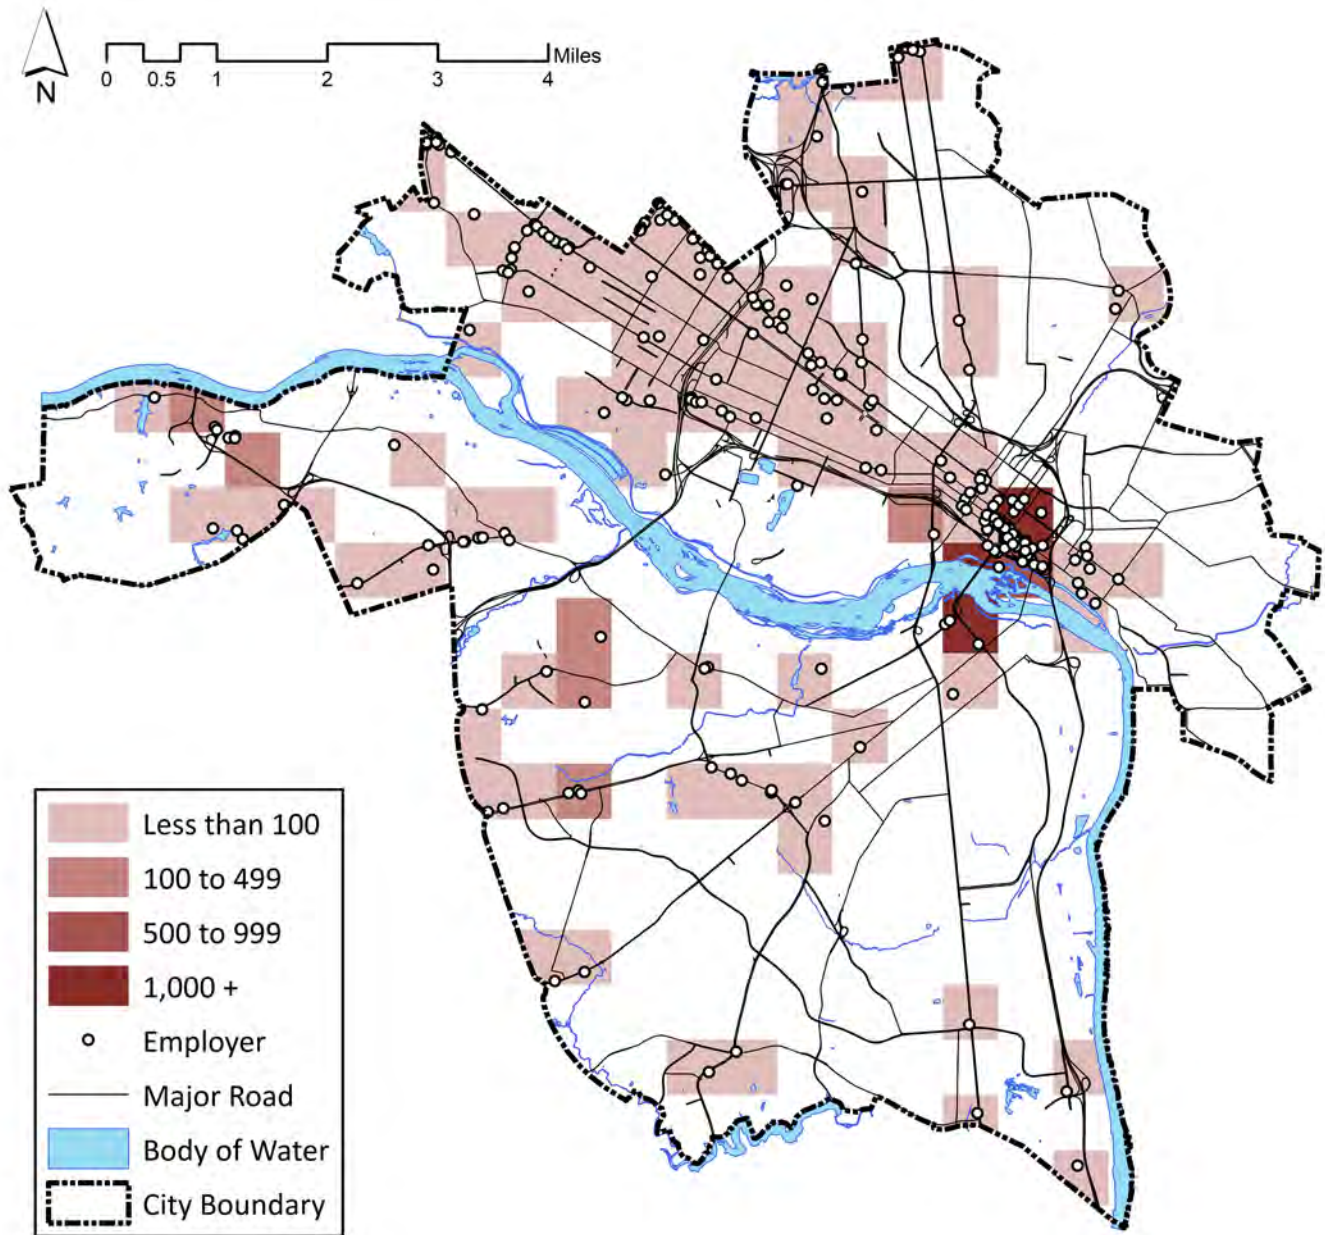 Miles
0 0.5 1 2 3 4
N
Less than 100
100 to 499
500 to 999
1,000 +
Employer
Major Road
Body of Water
City Boundary